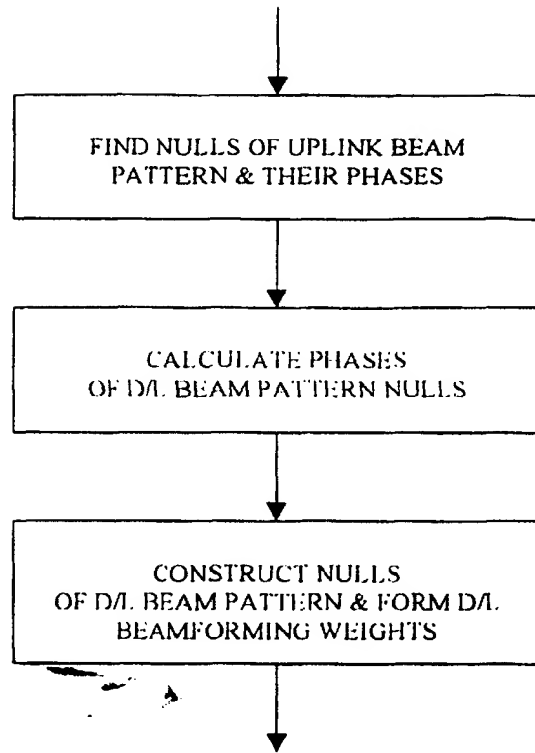 FIND NULLS OF UPLINK BEAM
PATTERN & THEIR PHASES
CALCULATE PHASES
OF D/L BEAM PATTERN NULLS
CONSTRUCT NULLS
OF D/L BEAM PATTERN & FORM D/L
BEAMFORMING WEIGHTS